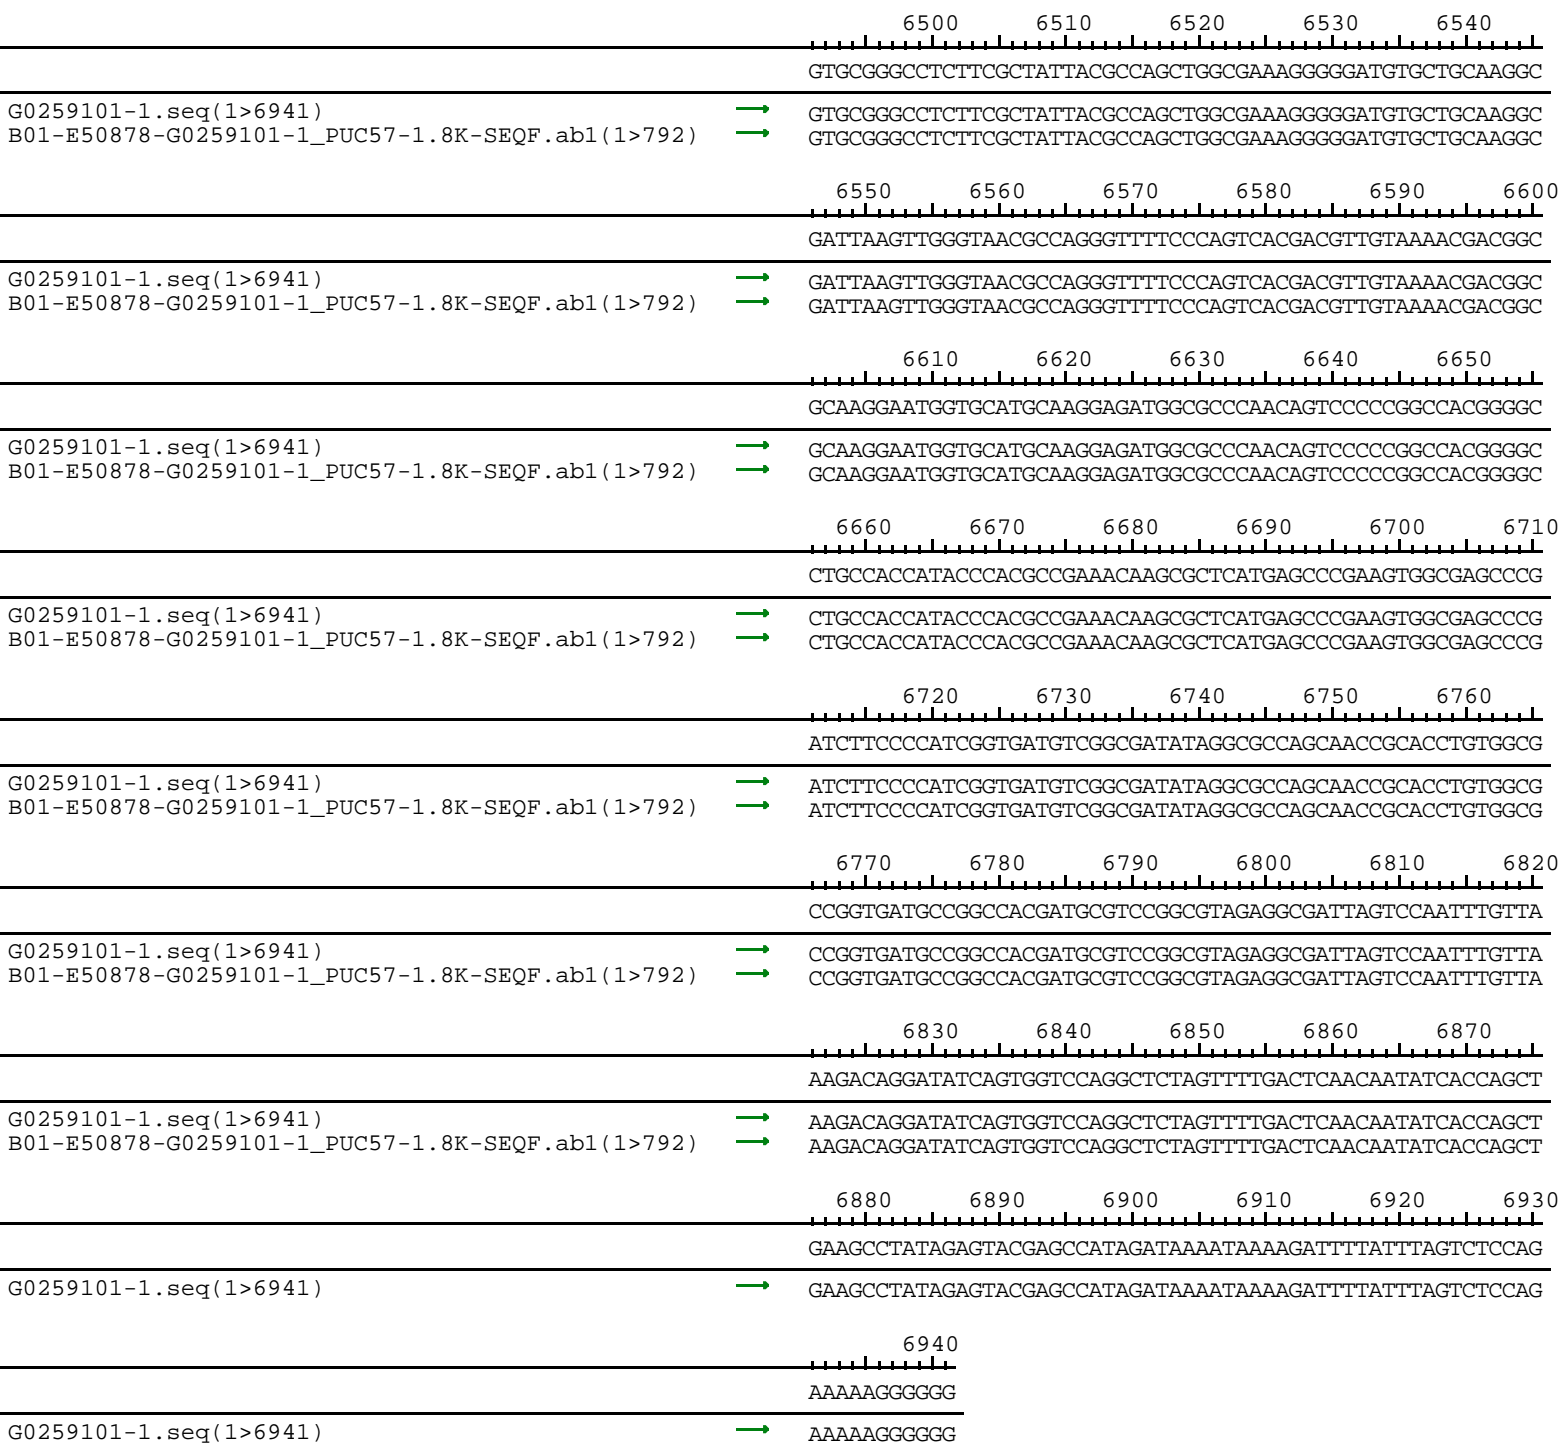 6500 6510 6520 6530 6540
GTGCGGGCCTCTTCGCTATTACGCCAGCTGGCGAAAGGGGGATGTGCTGCAAGGC
G0259101-1.seq(1>6941) GTGCGGGCCTCTTCGCTATTACGCCAGCTGGCGAAAGGGGGATGTGCTGCAAGGC
B01-E50878-G0259101-1_PUC57-1.8K-SEQF.ab1(1>792) GTGCGGGCCTCTTCGCTATTACGCCAGCTGGCGAAAGGGGGATGTGCTGCAAGGC
6550 6560 6570 6580 6590 6600
GATTAAGTTGGGTAACGCCAGGGTTTTCCCAGTCACGACGTTGTAAAACGACGGC
G0259101-1.seq(1>6941) GATTAAGTTGGGTAACGCCAGGGTTTTCCCAGTCACGACGTTGTAAAACGACGGC
B01-E50878-G0259101-1_PUC57-1.8K-SEQF.ab1(1>792) GATTAAGTTGGGTAACGCCAGGGTTTTCCCAGTCACGACGTTGTAAAACGACGGC
6610 6620 6630 6640 6650
GCAAGGAATGGTGCATGCAAGGAGATGGCGCCCAACAGTCCCCCGGCCACGGGGC
G0259101-1.seq(1>6941) GCAAGGAATGGTGCATGCAAGGAGATGGCGCCCAACAGTCCCCCGGCCACGGGGC
B01-E50878-G0259101-1_PUC57-1.8K-SEQF.ab1(1>792) GCAAGGAATGGTGCATGCAAGGAGATGGCGCCCAACAGTCCCCCGGCCACGGGGC
6660 6670 6680 6690 6700 6710
CTGCCACCATACCCACGCCGAAACAAGCGCTCATGAGCCCGAAGTGGCGAGCCCG
G0259101-1.seq(1>6941) CTGCCACCATACCCACGCCGAAACAAGCGCTCATGAGCCCGAAGTGGCGAGCCCG
B01-E50878-G0259101-1_PUC57-1.8K-SEQF.ab1(1>792) CTGCCACCATACCCACGCCGAAACAAGCGCTCATGAGCCCGAAGTGGCGAGCCCG
6720 6730 6740 6750 6760
ATCTTCCCCATCGGTGATGTCGGCGATATAGGCGCCAGCAACCGCACCTGTGGCG
G0259101-1.seq(1>6941) ATCTTCCCCATCGGTGATGTCGGCGATATAGGCGCCAGCAACCGCACCTGTGGCG
B01-E50878-G0259101-1_PUC57-1.8K-SEQF.ab1(1>792) ATCTTCCCCATCGGTGATGTCGGCGATATAGGCGCCAGCAACCGCACCTGTGGCG
6770 6780 6790 6800 6810 6820
CCGGTGATGCCGGCCACGATGCGTCCGGCGTAGAGGCGATTAGTCCAATTTGTTA
G0259101-1.seq(1>6941) CCGGTGATGCCGGCCACGATGCGTCCGGCGTAGAGGCGATTAGTCCAATTTGTTA
B01-E50878-G0259101-1_PUC57-1.8K-SEQF.ab1(1>792) CCGGTGATGCCGGCCACGATGCGTCCGGCGTAGAGGCGATTAGTCCAATTTGTTA
6830 6840 6850 6860 6870
AAGACAGGATATCAGTGGTCCAGGCTCTAGTTTTGACTCAACAATATCACCAGCT
G0259101-1.seq(1>6941) AAGACAGGATATCAGTGGTCCAGGCTCTAGTTTTGACTCAACAATATCACCAGCT
B01-E50878-G0259101-1_PUC57-1.8K-SEQF.ab1(1>792) AAGACAGGATATCAGTGGTCCAGGCTCTAGTTTTGACTCAACAATATCACCAGCT
6880 6890 6900 6910 6920 6930
GAAGCCTATAGAGTACGAGCCATAGATAAAATAAAAGATTTTATTTAGTCTCCAG
G0259101-1.seq(1>6941) GAAGCCTATAGAGTACGAGCCATAGATAAAATAAAAGATTTTATTTAGTCTCCAG
6940
AAAAAGGGGGG
G0259101-1.seq(1>6941) AAAAAGGGGGG